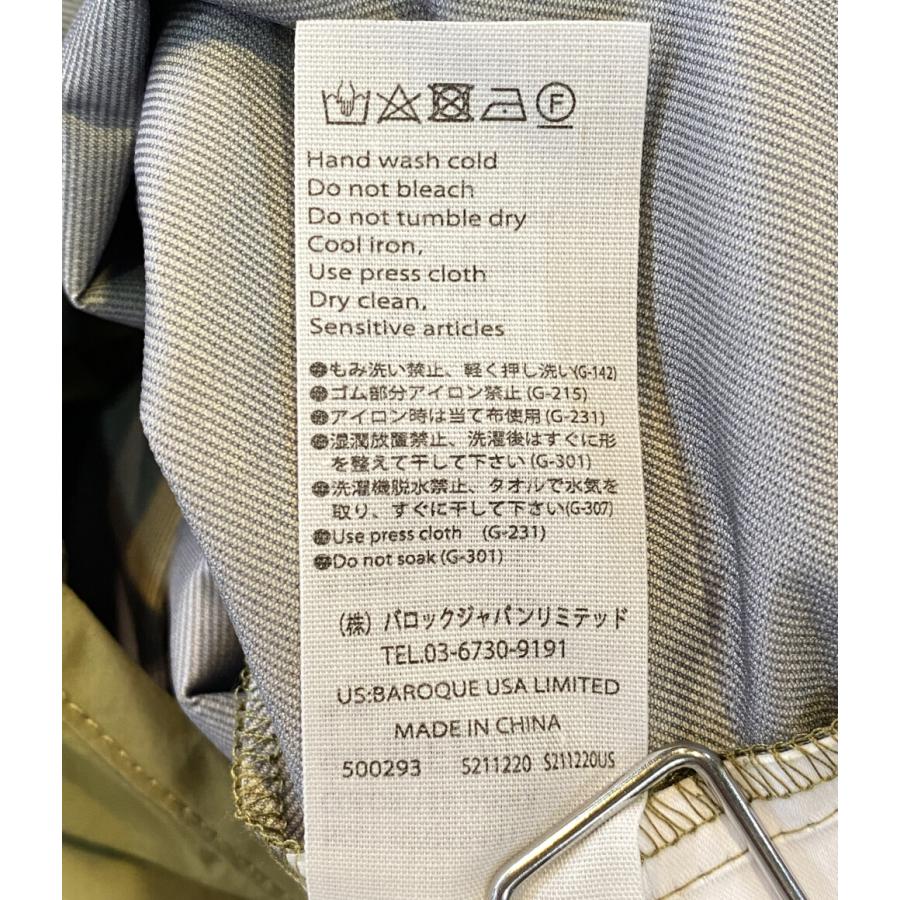 F
Hand wash cold
Do not bleach
Do not tumble dry
Cool iron,
Use press cloth
Dry clean,
Sensitive articles
●もみ洗い禁止、軽く押し洗い(G-142)
●ゴム部分アイロン禁止(G-215)
●アイロン時は当て布使用(G-231)
●湿潤放置禁止、洗濯後はすぐに形
を整えて干して下さい(G-301)
●洗濯機脱水禁止、タオルで水気を
取り、すぐに干して下さい(G-307)
●Use press cloth (G-231)
●Do not soak(G-301)
(株)バロックジャパンリミテッド
TEL.03-6730-9191
US:BAROQUE USA LIMITED
MADE IN CHINA
500293 5211220 S211220US